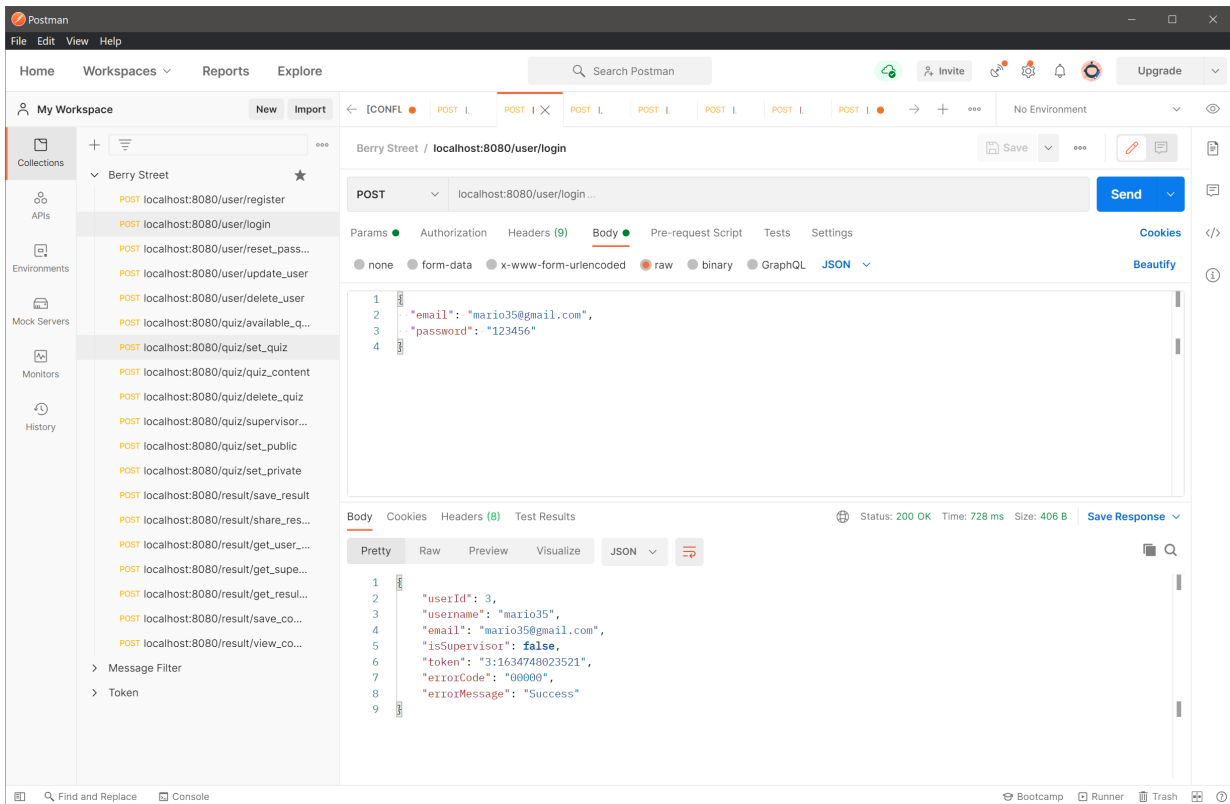 Postman
File Edit View Help
Home Workspaces Reports Explore Search Postman Invite Upgrade
My Workspace New Import [CONFL POST POST POST POST POST POST POST No Environment
Collections
APIs
Environments
Mock Servers
Monitors
History
Berry Street
POST localhost:8080/user/register
POST localhost:8080/user/login
POST localhost:8080/user/reset_pass...
POST localhost:8080/user/update_user
POST localhost:8080/user/delete_user
POST localhost:8080/quiz/available_q...
POST localhost:8080/quiz/set_quiz
POST localhost:8080/quiz/quiz_content
POST localhost:8080/quiz/delete_quiz
POST localhost:8080/quiz/supervisor...
POST localhost:8080/quiz/set_public
POST localhost:8080/quiz/set_private
POST localhost:8080/result/save_result
POST localhost:8080/result/share_res...
POST localhost:8080/result/get_user_...
POST localhost:8080/result/get_supe...
POST localhost:8080/result/get_resul...
POST localhost:8080/result/save_co...
POST localhost:8080/result/view_co...
Message Filter
Token
Berry Street / localhost:8080/user/login Save
POST localhost:8080/user/login ... Send
Params Authorization Headers (9) Body Pre-request Script Tests Settings Cookies
none form-data x-www-form-urlencoded raw binary GraphQL JSON Beautify
1 {
2 "email": "mario35@gmail.com",
3 "password": "123456"
4 }
Body Cookies Headers (8) Test Results Status: 200 OK Time: 728 ms Size: 406 B Save Response
Pretty Raw Preview Visualize JSON
1 {
2 "userId": 3,
3 "username": "mario35",
4 "email": "mario35@gmail.com",
5 "isSupervisor": false,
6 "token": "3:1634748023521",
7 "errorCode": "00000",
8 "errorMessage": "Success"
9 }
Find and Replace Console Bootcamp Runner Trash